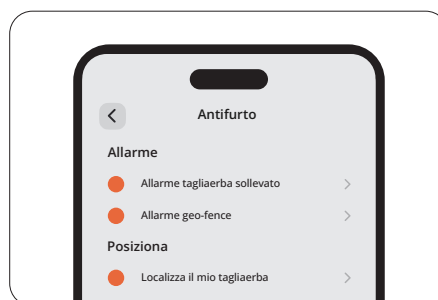 Antifurto
Allarme
Allarme tagliaerba sollevato
Allarme geo-fence
Posiziona
Localizza il mio tagliaerba